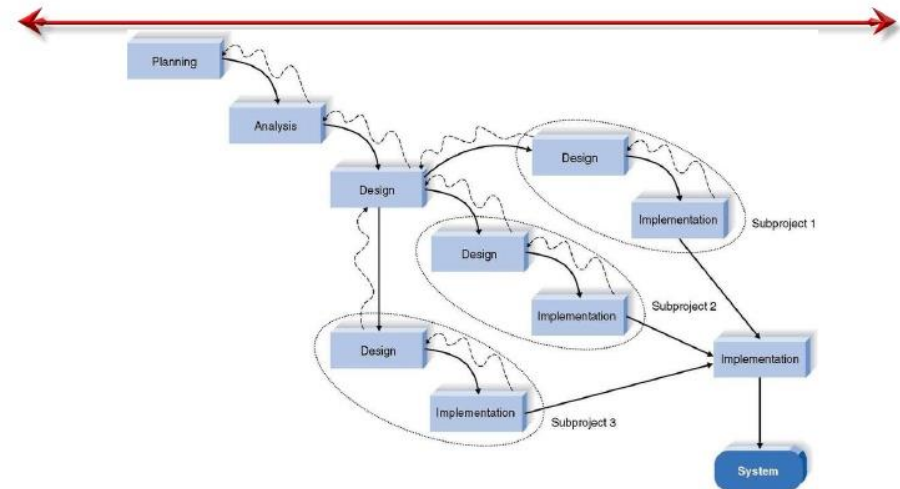 Planning
Analysis
Design
Design
Implementation
Subproject 1
Design
Implementation
Subproject 2
Design
Implementation
Subproject 3
Implementation
System